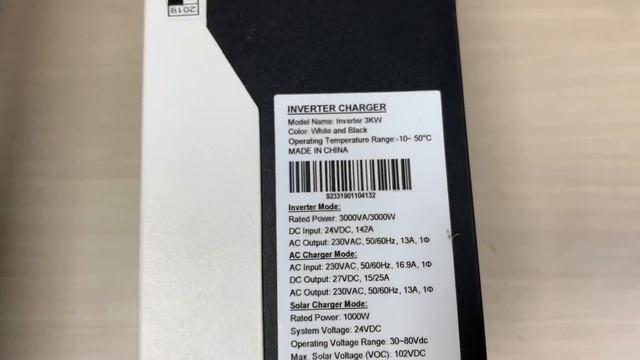 2019
INVERTER CHARGER
Model Name: Inverter 3KW
Color: White and Black
Operating Temperature Range:-10~ 50°C
MADE IN CHINA
92331901104132
Inverter Mode:
Rated Power: 3000VA/3000W
DC Input: 24VDC, 142A
AC Output: 230VAC, 50/60Hz, 13A, 1Φ
AC Charger Mode:
AC Input: 230VAC, 50/60Hz, 16.9A, 1Φ
DC Output: 27VDC, 15/25A
AC Output: 230VAC, 50/60Hz, 13A, 1Φ
Solar Charger Mode:
Rated Power: 1000W
System Voltage: 24VDC
Operating Voltage Range: 30~80Vdc
Max. Solar Voltage (VOC): 102VDC